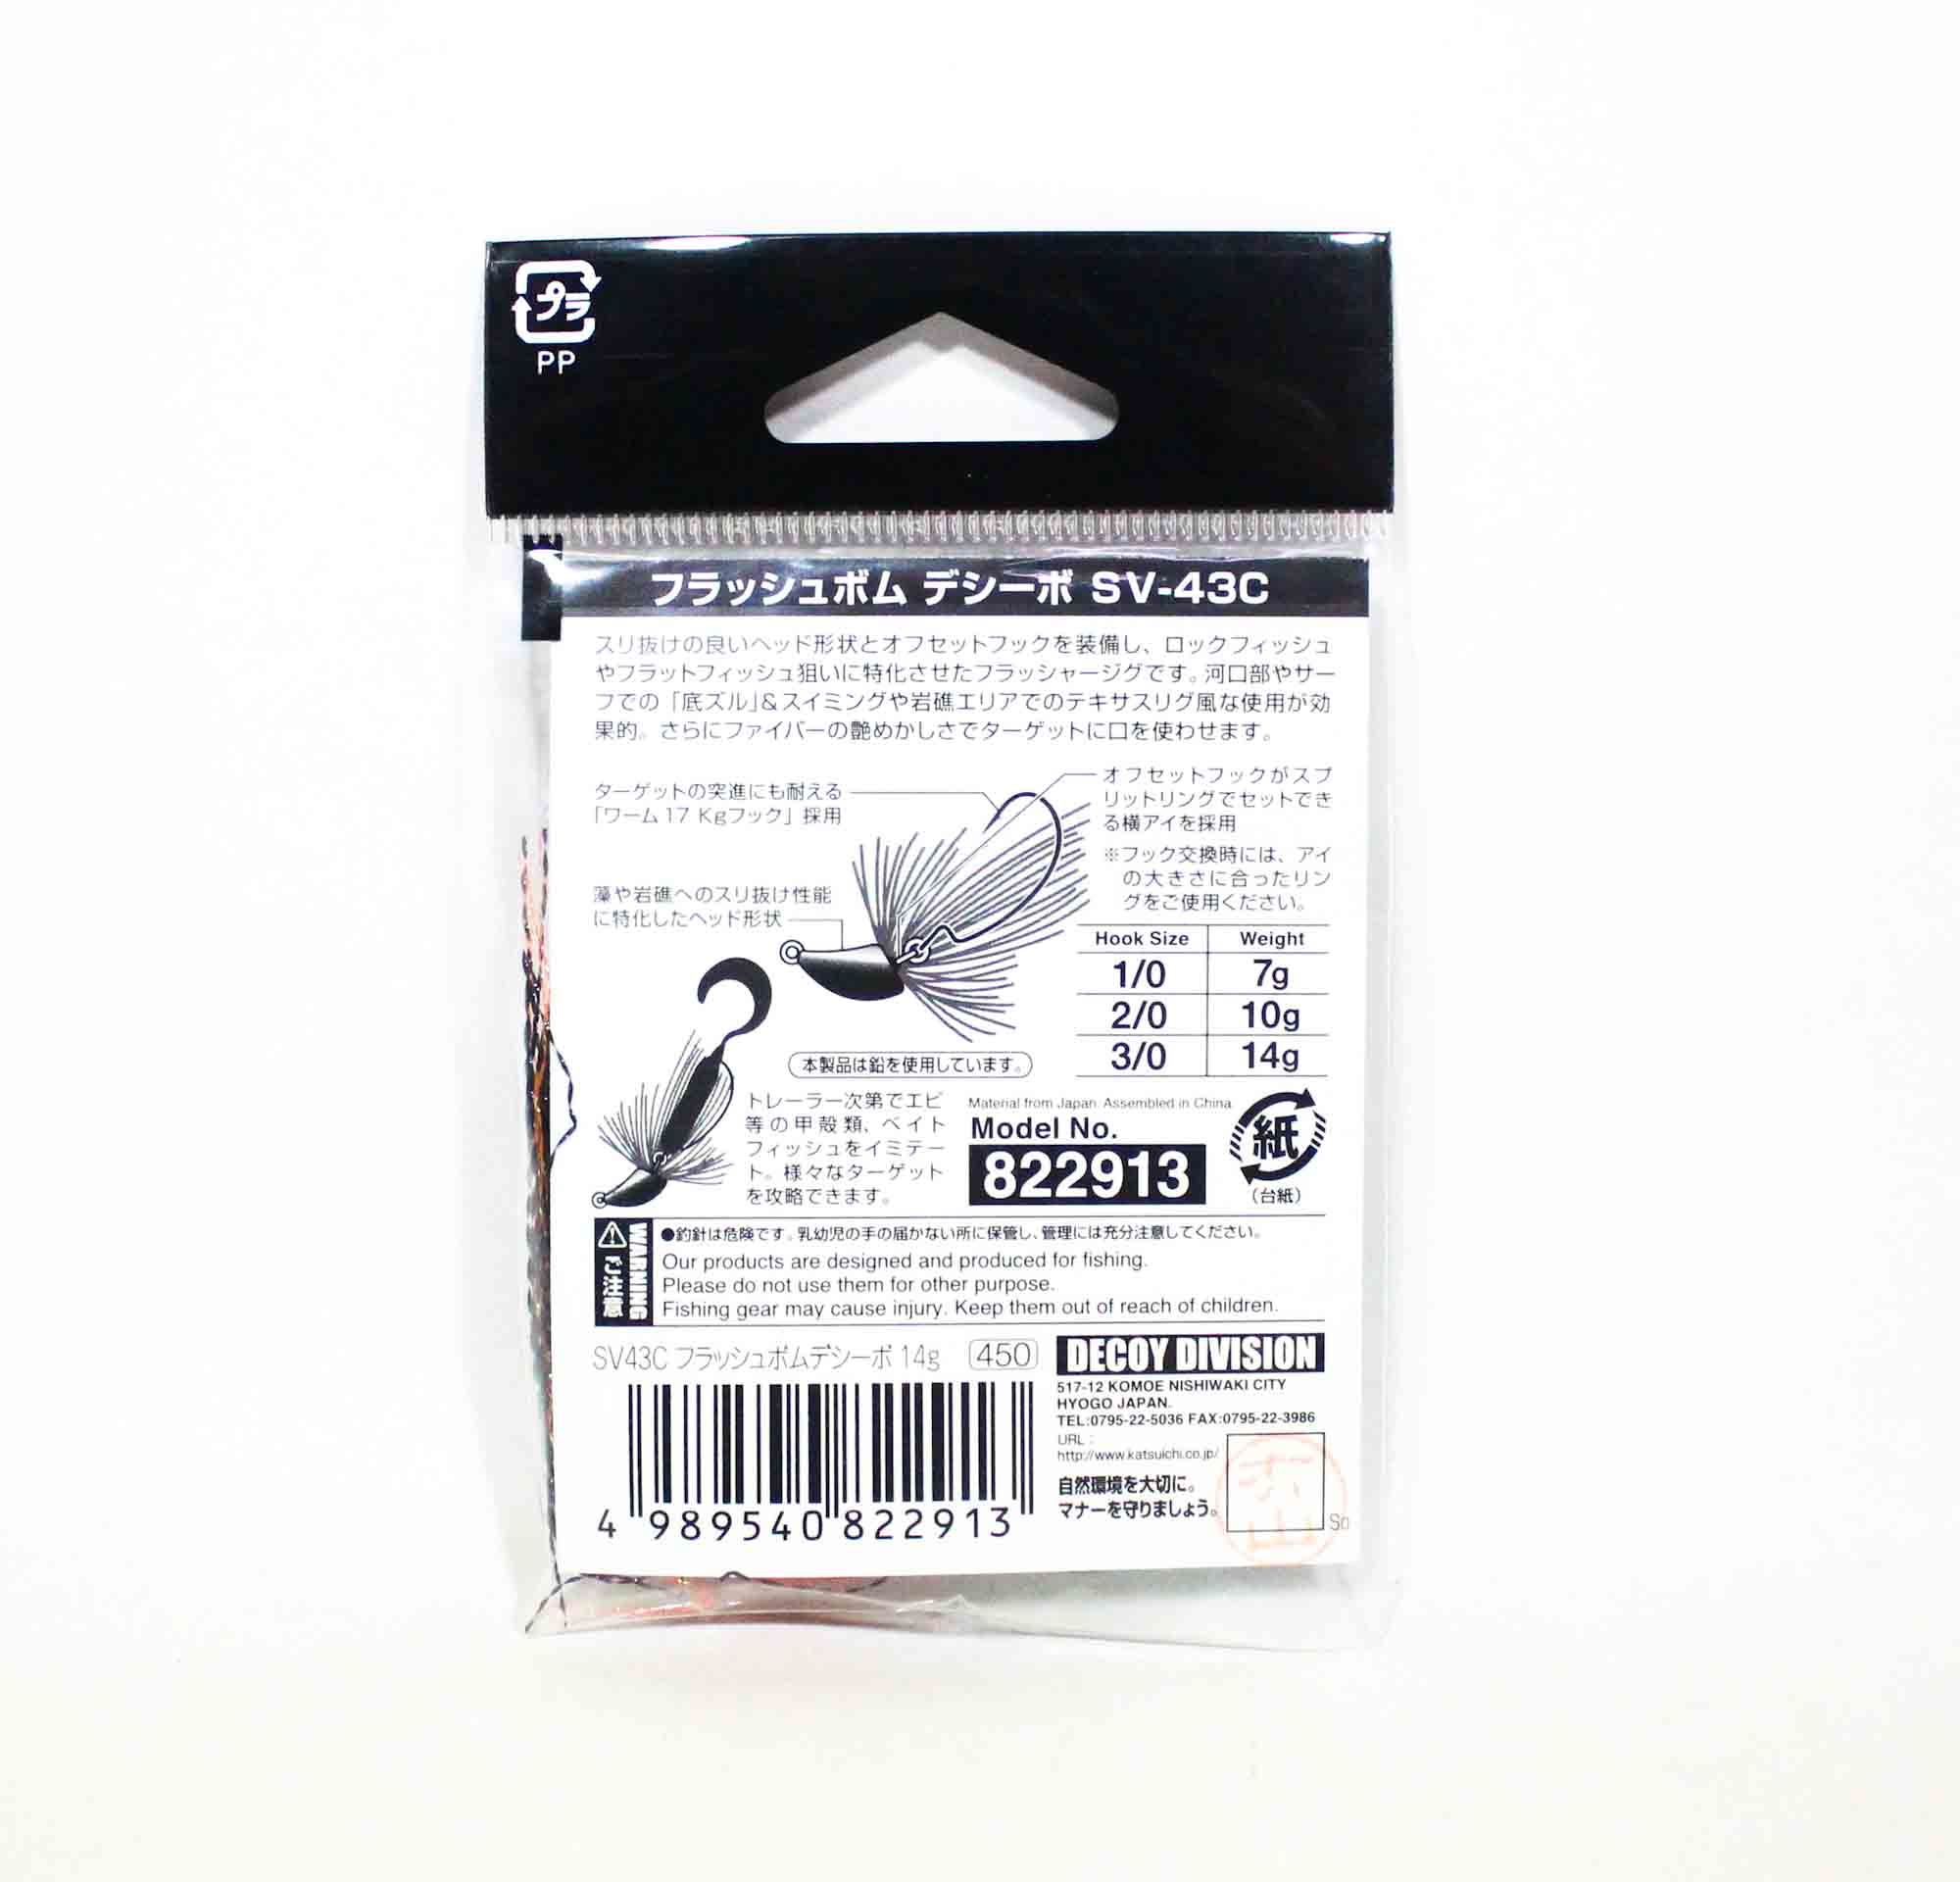 プラ
PP
フラッシュボム デシーボ SV-43C
スリ抜けの良いヘッド形状とオフセットフックを装備し、ロックフィッシュ
やフラットフィッシュ狙いに特化させたフラッシャージグです。河口部やサー
フでの「底ズル」&スイミングや岩礁エリアでのテキサスリグ風な使用が効
果的。さらにファイバーの艶めかしさでターゲットに口を使わせます。
ターゲットの突進にも耐える
「ワーム17 Kgフック」採用
オフセットフックがスプ
リットリングでセットでき
る横アイを採用
※フック交換時には、アイ
の大きさに合ったリン
グをご使用ください。
藻や岩礁へのスリ抜け性能
に特化したヘッド形状
Hook Size Weight
1/0 7g
2/0 10g
3/0 14g
本製品は鉛を使用しています。
トレーラー次第でエビ
等の甲殻類、ベイト
フィッシュをイミテー
ト。様々なターゲット
を攻略できます。
Material from Japan. Assembled in China.
Model No.
822913
紙
(台紙)
ご注意
WARNING
●釣針は危険です。乳幼児の手の届かない所に保管し、管理には充分注意してください。
Our products are designed and produced for fishing.
Please do not use them for other purpose.
Fishing gear may cause injury. Keep them out of reach of children.
SV43C フラッシュボムデシーボ 14g 450
4 989540 822913
DECOY DIVISION
517-12 KOMOE NISHIWAKI CITY
HYOGO JAPAN.
TEL:0795-22-5036 FAX:0795-22-3986
URL:
http://www.katsuichi.co.jp/
自然環境を大切に。
マナーを守りましょう。
So